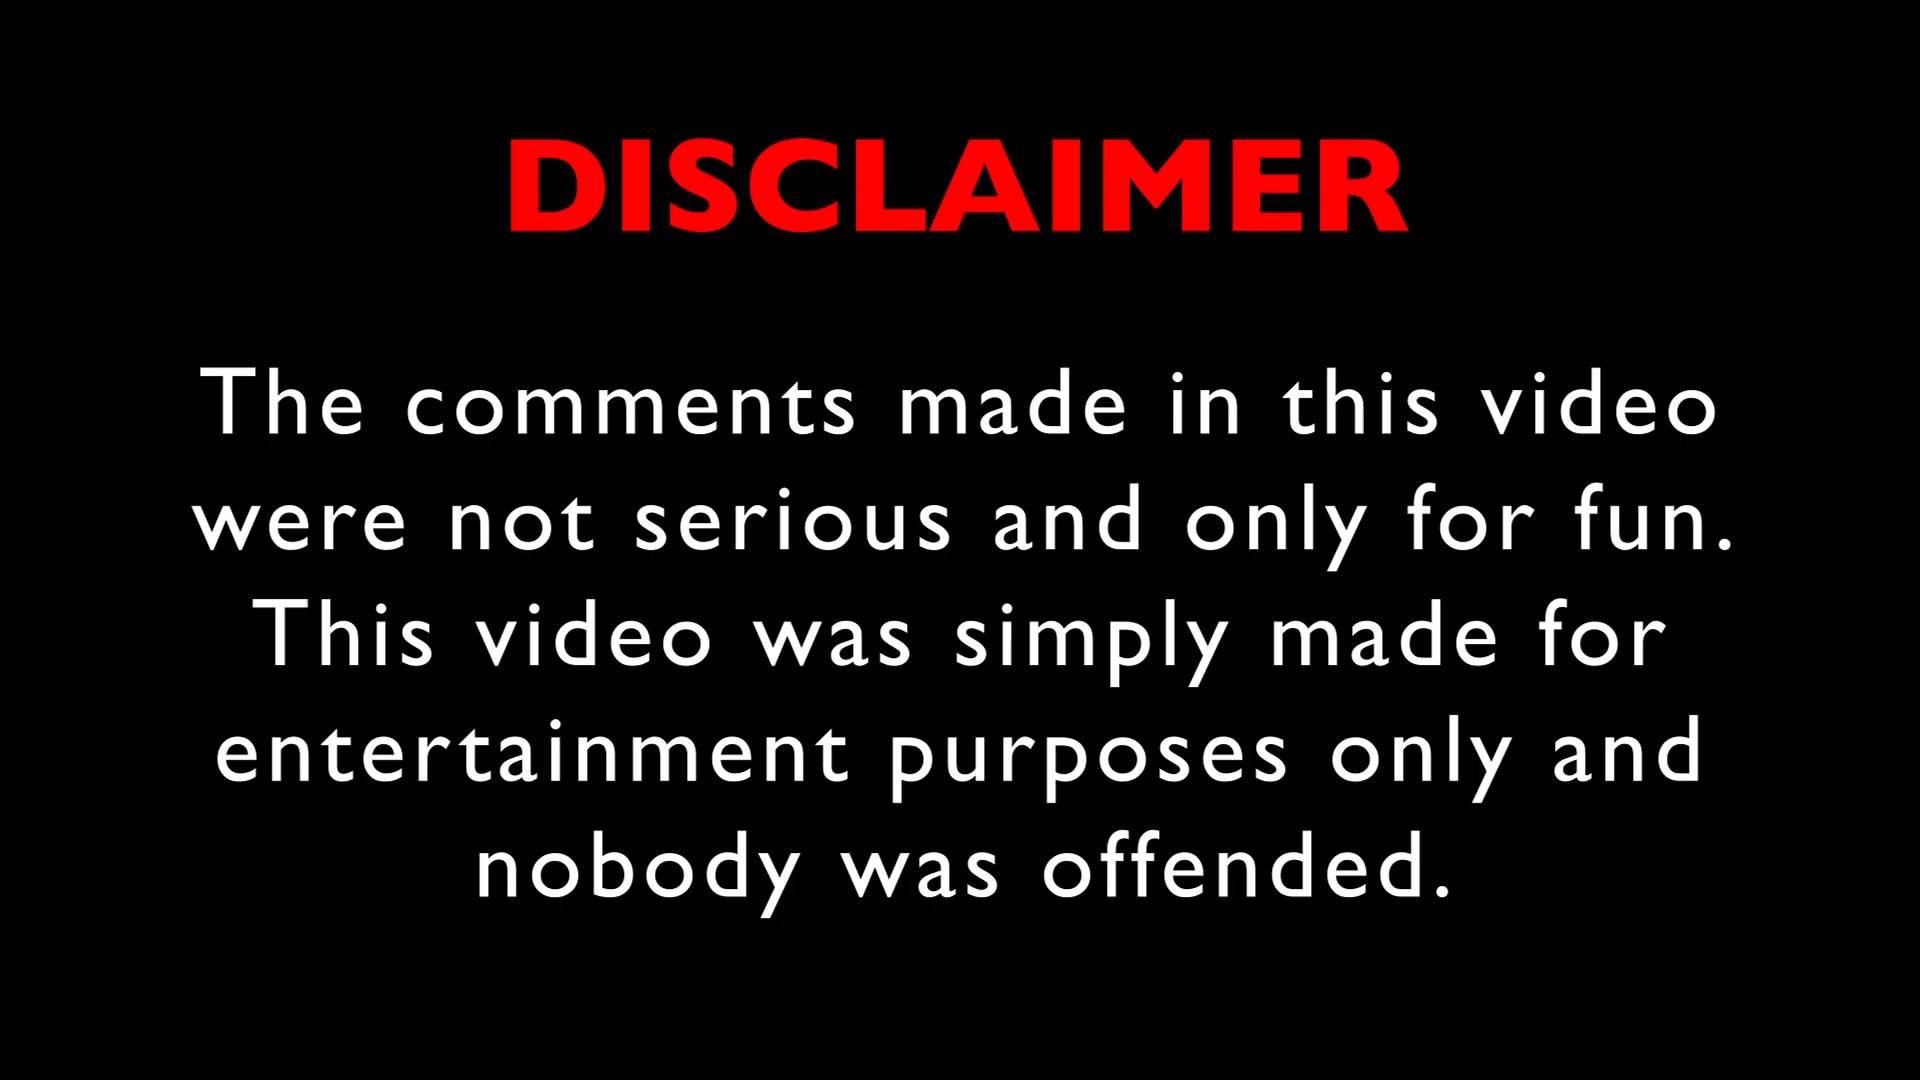 DISCLAIMER
The comments made in this video
were not serious and only for fun.
This video was simply made for
entertainment purposes only and
nobody was offended.